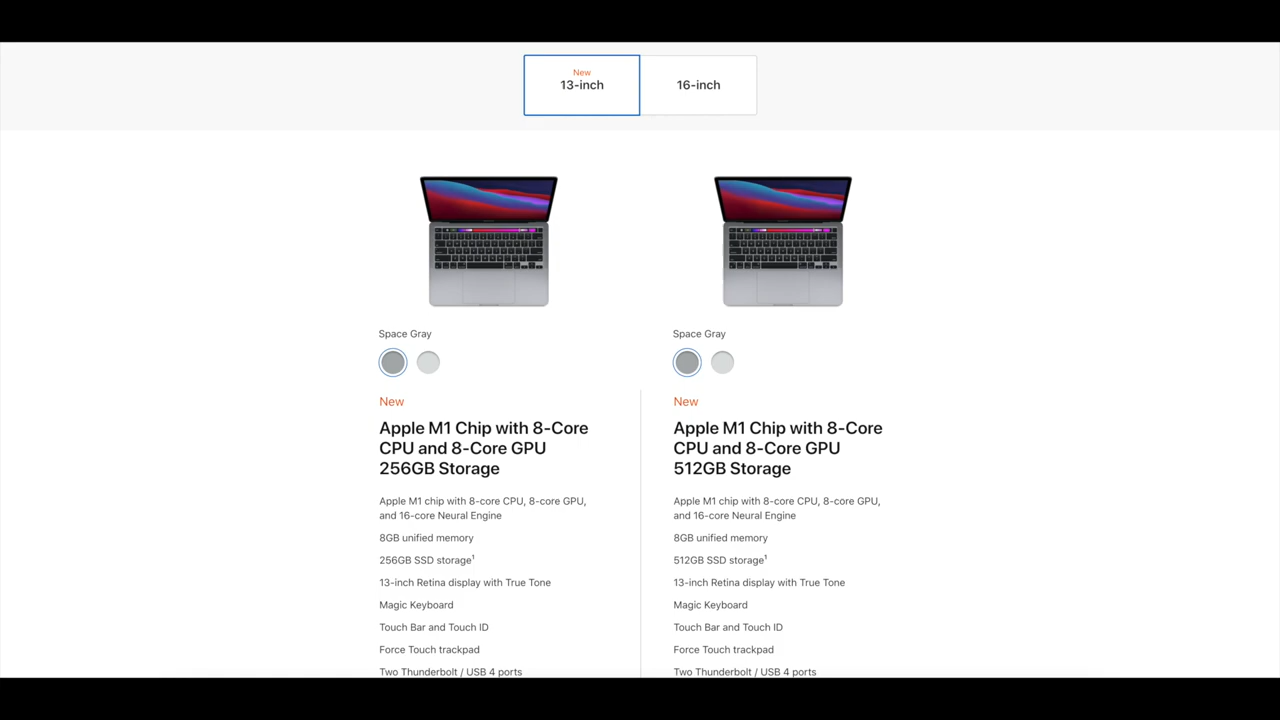 New
13-inch
16-inch
Space Gray
New
Apple M1 Chip with 8-Core
CPU and 8-Core GPU
256GB Storage
Apple M1 chip with 8-core CPU, 8-core GPU,
and 16-core Neural Engine
8GB unified memory
256GB SSD storage¹
13-inch Retina display with True Tone
Magic Keyboard
Touch Bar and Touch ID
Force Touch trackpad
Two Thunderbolt / USB 4 ports
Space Gray
New
Apple M1 Chip with 8-Core
CPU and 8-Core GPU
512GB Storage
Apple M1 chip with 8-core CPU, 8-core GPU,
and 16-core Neural Engine
8GB unified memory
512GB SSD storage¹
13-inch Retina display with True Tone
Magic Keyboard
Touch Bar and Touch ID
Force Touch trackpad
Two Thunderbolt / USB 4 ports